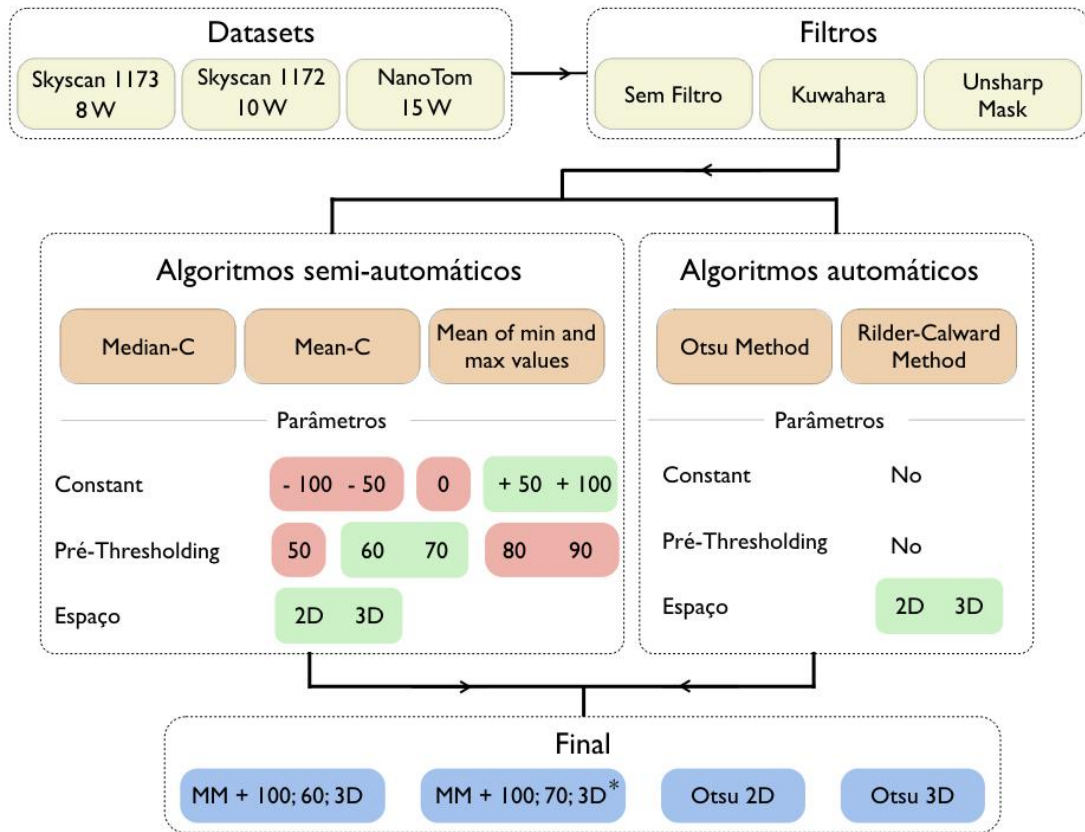 Datasets
Skyscan 1173
8 W
Skyscan 1172
10 W
NanoTom
15 W
Filtros
Sem Filtro
Kuwahara
Unsharp
Mask
Algoritmos semi-automáticos
Median-C
Mean-C
Mean of min and
max values
Parâmetros
Constant
- 100 - 50 0 + 50 + 100
Pré-Thresholding
50 60 70 80 90
Espaço
2D 3D
Algoritmos automáticos
Otsu Method
Rilder-Calward
Method
Parâmetros
Constant No
Pré-Thresholding No
Espaço 2D 3D
Final
MM + 100; 60; 3D
MM + 100; 70; 3D*
Otsu 2D
Otsu 3D